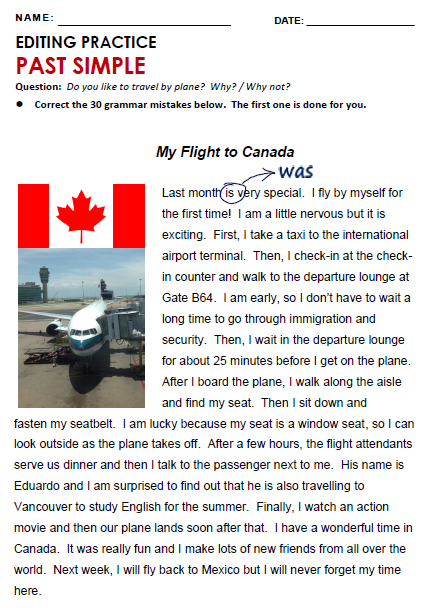 NAME: ______________________________ DATE: ____________________
EDITING PRACTICE
PAST SIMPLE
Question: Do you like to travel by plane? Why? / Why not?
● Correct the 30 grammar mistakes below. The first one is done for you.
My Flight to Canada
was
Last month is very special. I fly by myself for
the first time! I am a little nervous but it is
exciting. First, I take a taxi to the international
airport terminal. Then, I check-in at the check-
in counter and walk to the departure lounge at
Gate B64. I am early, so I don't have to wait a
long time to go through immigration and
security. Then, I wait in the departure lounge
for about 25 minutes before I get on the plane.
After I board the plane, I walk along the aisle
and find my seat. Then I sit down and
fasten my seatbelt. I am lucky because my seat is a window seat, so I can
look outside as the plane takes off. After a few hours, the flight attendants
serve us dinner and then I talk to the passenger next to me. His name is
Eduardo and I am surprised to find out that he is also travelling to
Vancouver to study English for the summer. Finally, I watch an action
movie and then our plane lands soon after that. I have a wonderful time in
Canada. It was really fun and I make lots of new friends from all over the
world. Next week, I will fly back to Mexico but I will never forget my time
here.